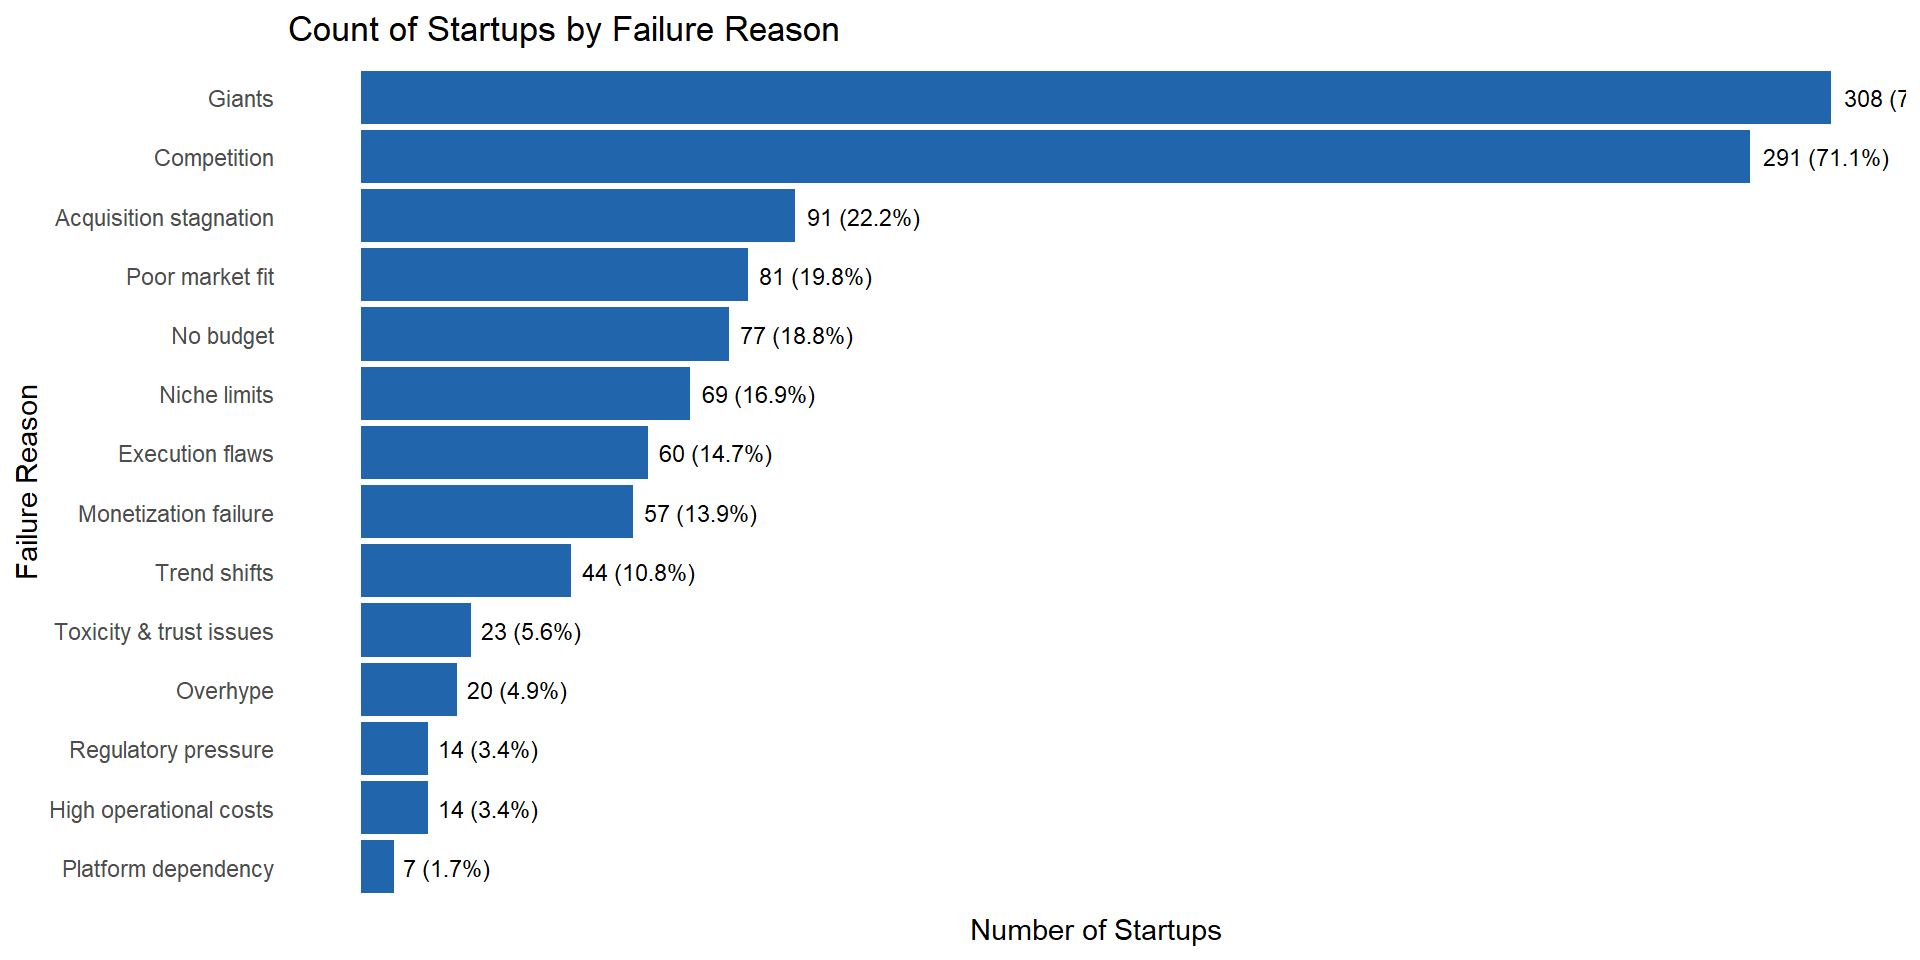 Count of Startups by Failure Reason
Giants 308 (7
Competition 291 (71.1%)
Acquisition stagnation 91 (22.2%)
Poor market fit 81 (19.8%)
No budget 77 (18.8%)
Niche limits 69 (16.9%)
Execution flaws 60 (14.7%)
Monetization failure 57 (13.9%)
Trend shifts 44 (10.8%)
Toxicity & trust issues 23 (5.6%)
Overhype 20 (4.9%)
Regulatory pressure 14 (3.4%)
High operational costs 14 (3.4%)
Platform dependency 7 (1.7%)
Failure Reason
Number of Startups